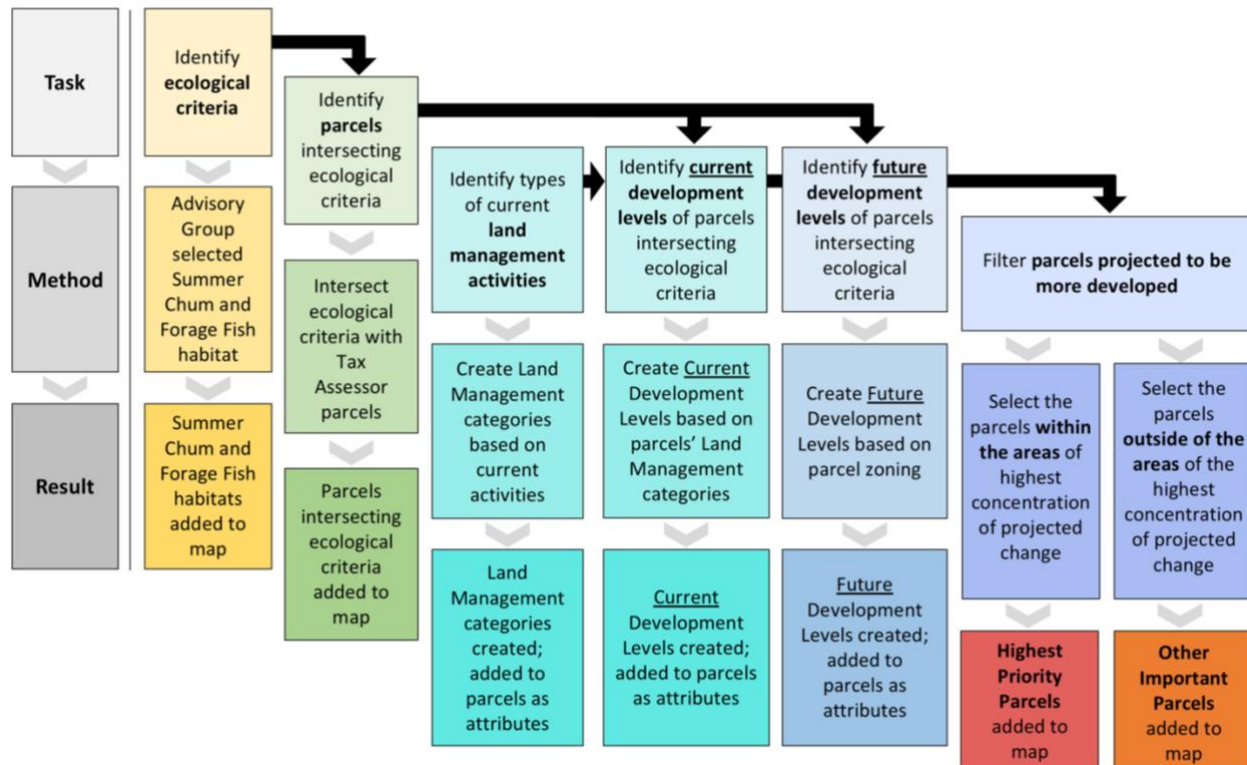 Task
Method
Result
Identify
ecological
criteria
Advisory
Group
selected
Summer
Chum and
Forage Fish
habitat
Summer
Chum and
Forage Fish
habitats
added to
map
Identify
parcels
intersecting
ecological
criteria
Intersect
ecological
criteria with
Tax
Assessor
parcels
Parcels
intersecting
ecological
criteria
added to
map
Identify types
of current
land
management
activities
Create Land
Management
categories
based on
current
activities
Land
Management
categories
created;
added to
parcels as
attributes
Identify current
development
levels of parcels
intersecting
ecological
criteria
Create Current
Development
Levels based on
parcels’ Land
Management
categories
Current
Development
Levels created;
added to parcels
as attributes
Identify future
development
levels of parcels
intersecting
ecological
criteria
Create Future
Development
Levels based on
parcel zoning
Future
Development
Levels created;
added to
parcels as
attributes
Filter parcels projected to be
more developed
Select the
parcels within
the areas of
highest
concentration
of projected
change
Highest
Priority
Parcels
added to
map
Select the
parcels
outside of the
areas of the
highest
concentration
of projected
change
Other
Important
Parcels
added to
map